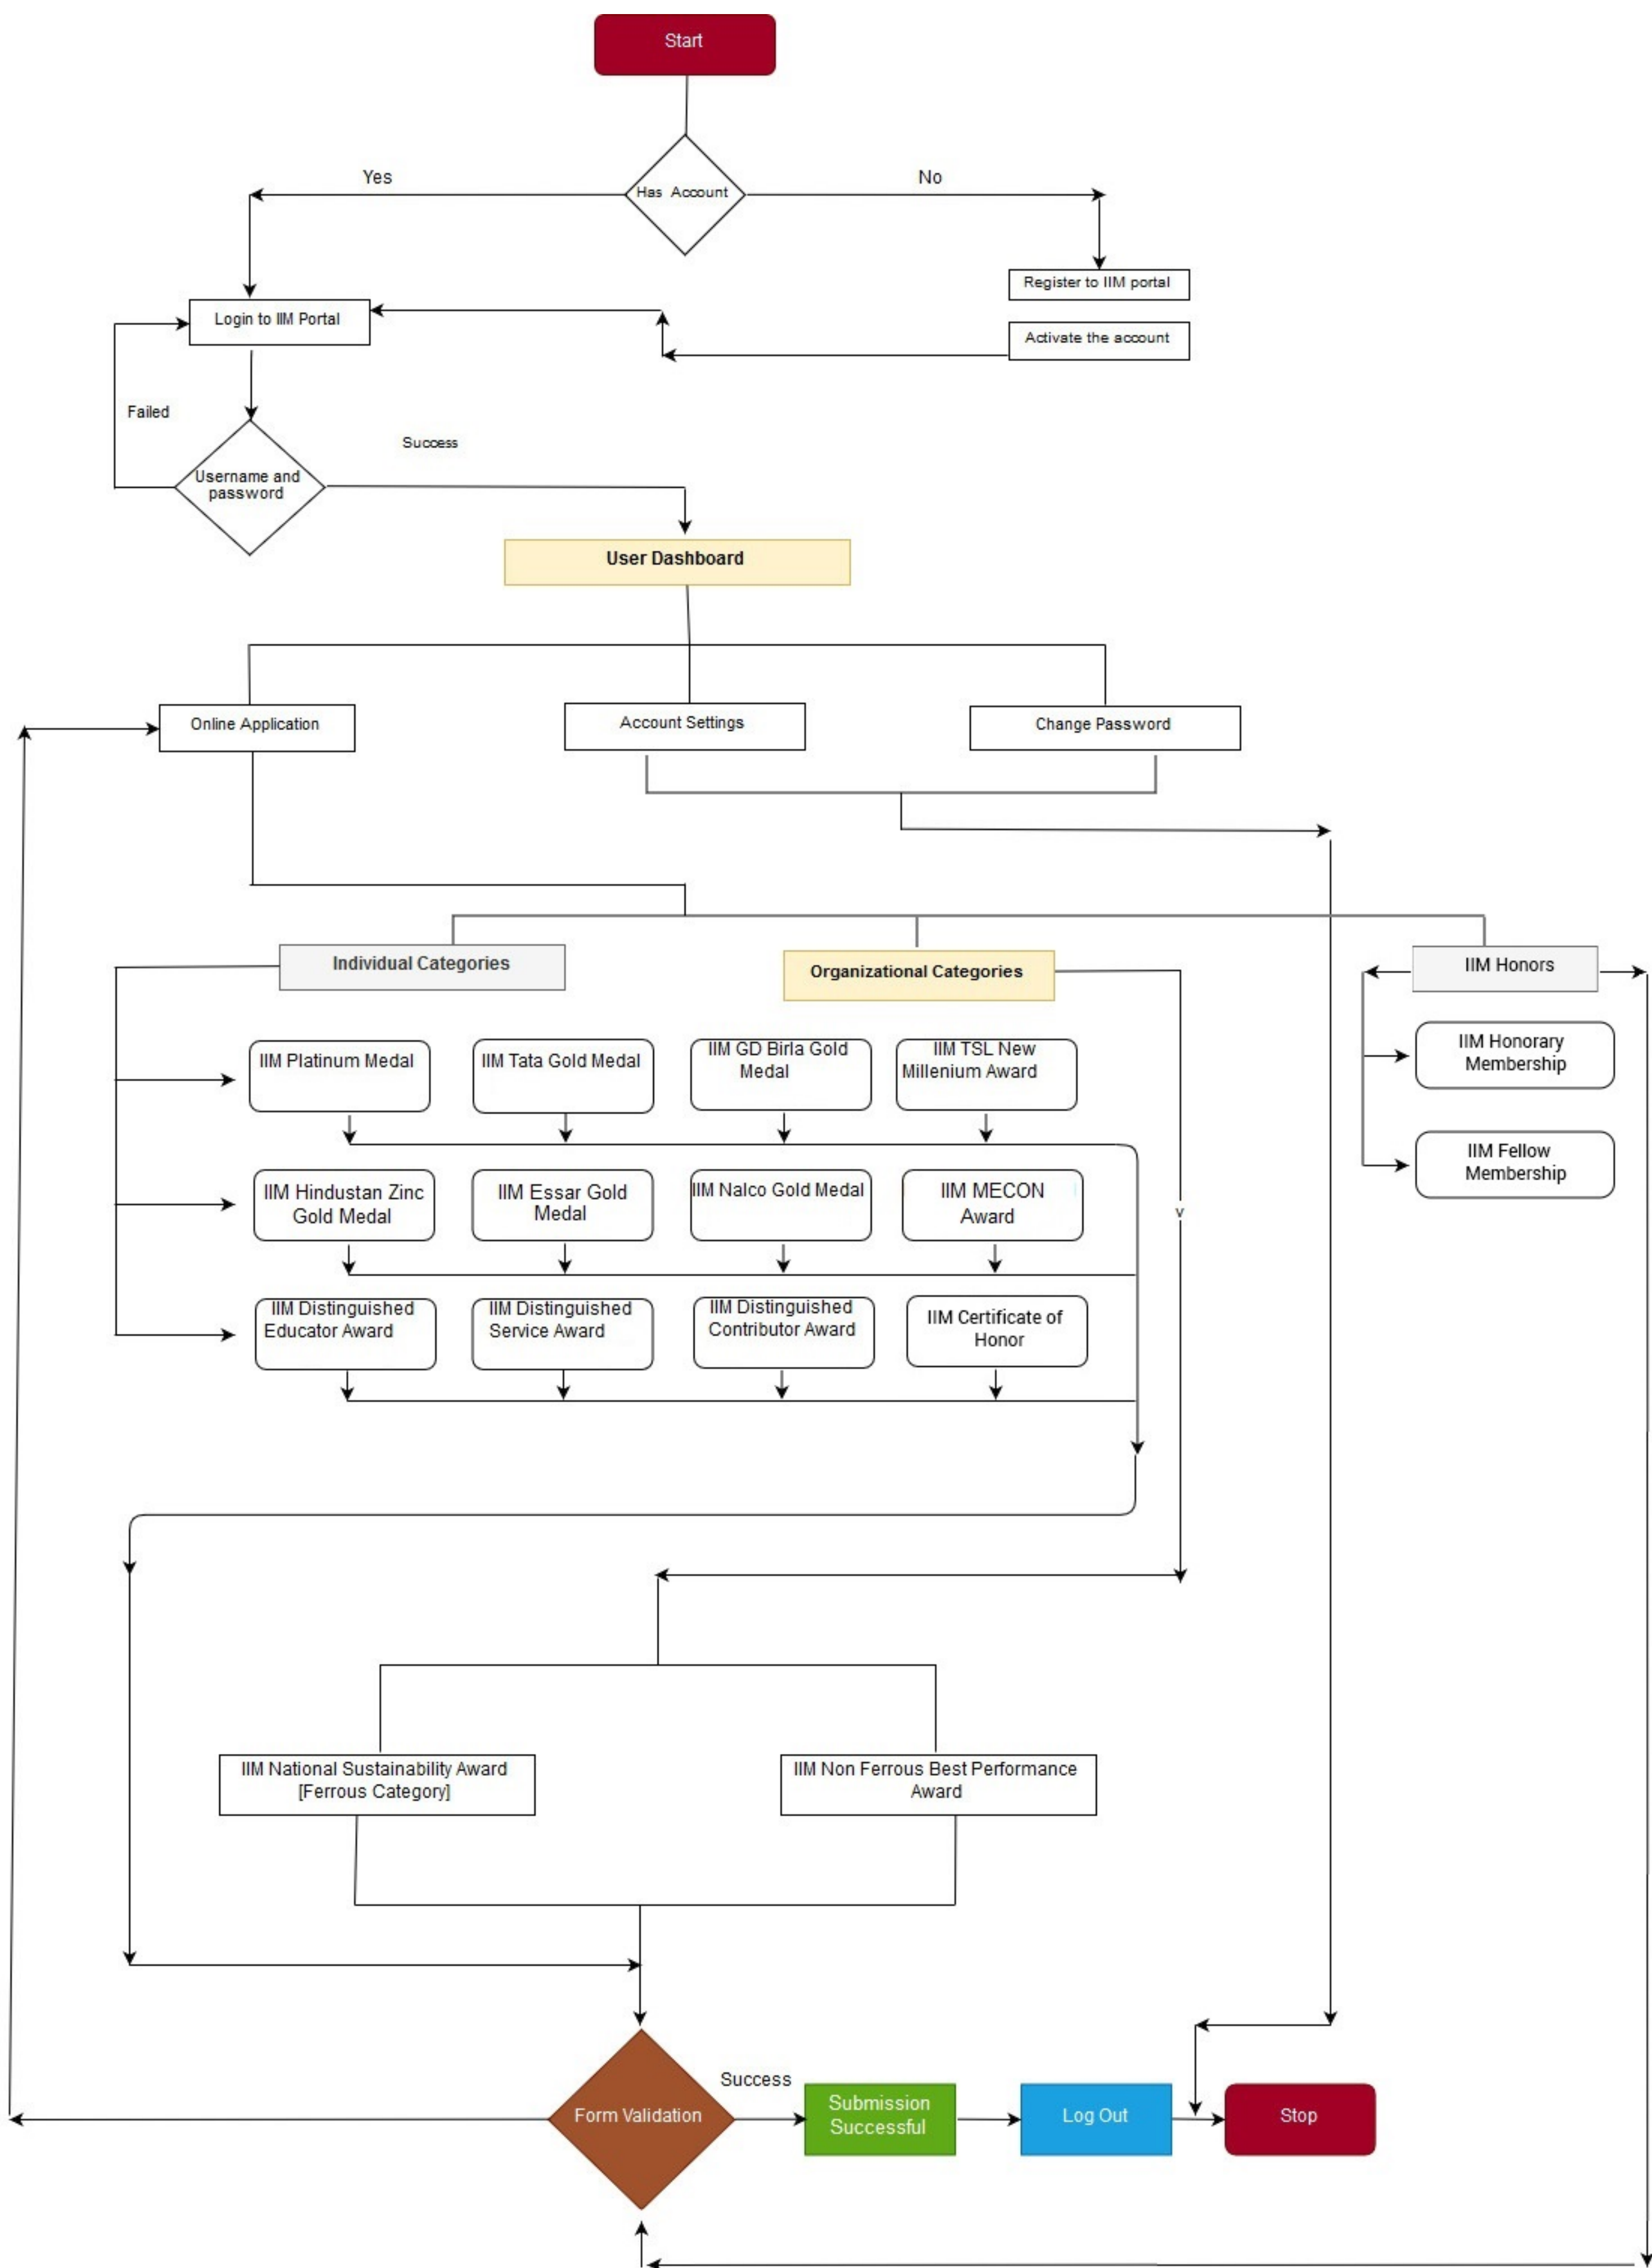 Start
Has Account
Yes
No
Register to IIM portal
Login to IIM Portal
Activate the account
Failed
Success
Username and
password
User Dashboard
Online Application
Account Settings
Change Password
Individual Categories
Organizational Categories
IIM Honors
IIM Platinum Medal
IIM Tata Gold Medal
IIM GD Birla Gold
Medal
IIM TSL New
Millenium Award
IIM Honorary
Membership
IIM Hindustan Zinc
Gold Medal
IIM Essar Gold
Medal
IIM Nalco Gold Medal
IIM MECON
Award
IIM Fellow
Membership
v
IIM Distinguished
Educator Award
IIM Distinguished
Service Award
IIM Distinguished
Contributor Award
IIM Certificate of
Honor
IIM National Sustainability Award
[Ferrous Category]
IIM Non Ferrous Best Performance
Award
Form Validation
Success
Submission
Successful
Log Out
Stop